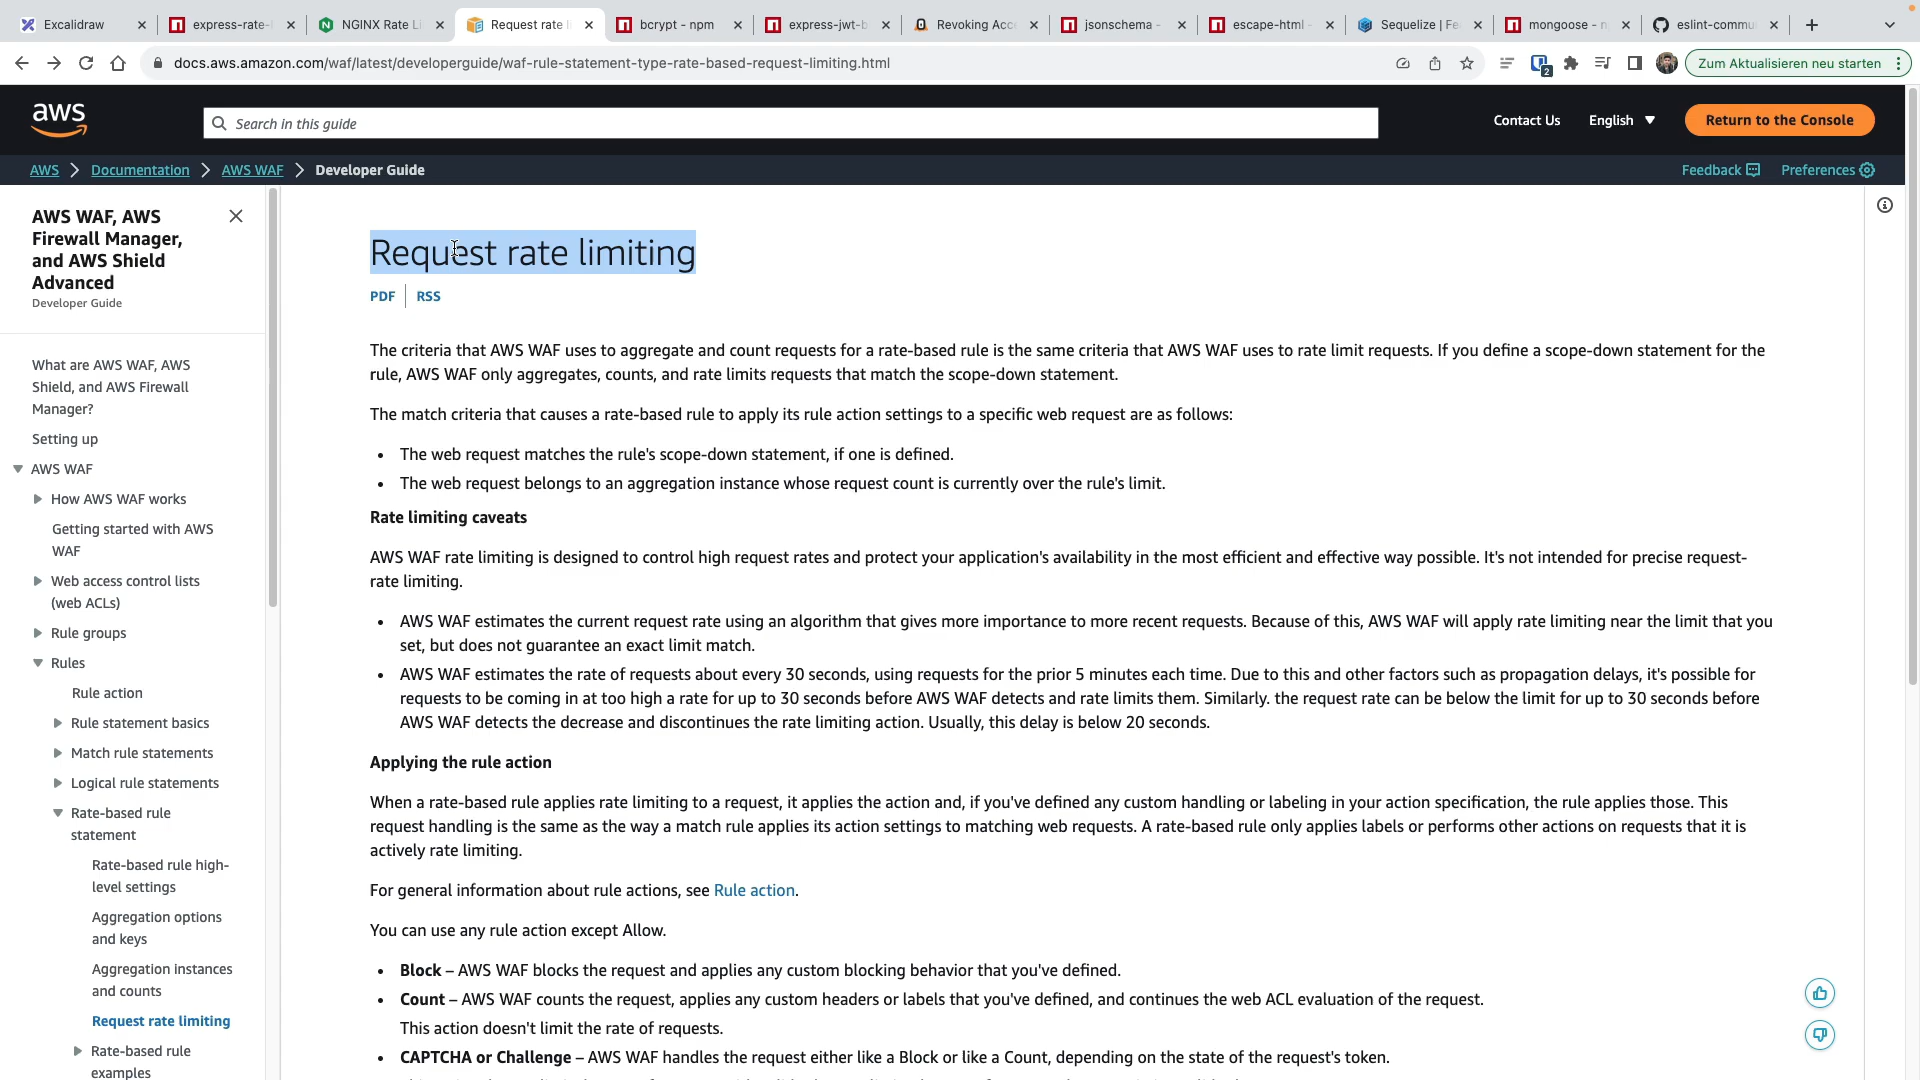 Excalidraw
express-rate-
NGINX Rate Li
Request rate li
bcrypt - npm
express-jwt-b
Revoking Acc
jsonschema -
escape-html -
Sequelize | Fe
mongoose - n
eslint-commu
docs.aws.amazon.com/waf/latest/developerguide/waf-rule-statement-type-rate-based-request-limiting.html
2
Zum Aktualisieren neu starten
aws
Search in this guide
Contact Us
English
Return to the Console
AWS
Documentation
AWS WAF
Developer Guide
Feedback
Preferences
AWS WAF, AWS
Firewall Manager,
and AWS Shield
Advanced
Developer Guide
What are AWS WAF, AWS
Shield, and AWS Firewall
Manager?
Setting up
AWS WAF
How AWS WAF works
Getting started with AWS
WAF
Web access control lists
(web ACLs)
Rule groups
Rules
Rule action
Rule statement basics
Match rule statements
Logical rule statements
Rate-based rule
statement
Rate-based rule high-
level settings
Aggregation options
and keys
Aggregation instances
and counts
Request rate limiting
Rate-based rule
examples
Request rate limiting
PDF
RSS
The criteria that AWS WAF uses to aggregate and count requests for a rate-based rule is the same criteria that AWS WAF uses to rate limit requests. If you define a scope-down statement for the
rule, AWS WAF only aggregates, counts, and rate limits requests that match the scope-down statement.
The match criteria that causes a rate-based rule to apply its rule action settings to a specific web request are as follows:
• The web request matches the rule's scope-down statement, if one is defined.
• The web request belongs to an aggregation instance whose request count is currently over the rule's limit.
Rate limiting caveats
AWS WAF rate limiting is designed to control high request rates and protect your application's availability in the most efficient and effective way possible. It's not intended for precise request-
rate limiting.
• AWS WAF estimates the current request rate using an algorithm that gives more importance to more recent requests. Because of this, AWS WAF will apply rate limiting near the limit that you
set, but does not guarantee an exact limit match.
• AWS WAF estimates the rate of requests about every 30 seconds, using requests for the prior 5 minutes each time. Due to this and other factors such as propagation delays, it's possible for
requests to be coming in at too high a rate for up to 30 seconds before AWS WAF detects and rate limits them. Similarly. the request rate can be below the limit for up to 30 seconds before
AWS WAF detects the decrease and discontinues the rate limiting action. Usually, this delay is below 20 seconds.
Applying the rule action
When a rate-based rule applies rate limiting to a request, it applies the action and, if you've defined any custom handling or labeling in your action specification, the rule applies those. This
request handling is the same as the way a match rule applies its action settings to matching web requests. A rate-based rule only applies labels or performs other actions on requests that it is
actively rate limiting.
For general information about rule actions, see Rule action.
You can use any rule action except Allow.
• Block – AWS WAF blocks the request and applies any custom blocking behavior that you've defined.
• Count – AWS WAF counts the request, applies any custom headers or labels that you've defined, and continues the web ACL evaluation of the request.
This action doesn't limit the rate of requests.
• CAPTCHA or Challenge – AWS WAF handles the request either like a Block or like a Count, depending on the state of the request's token.